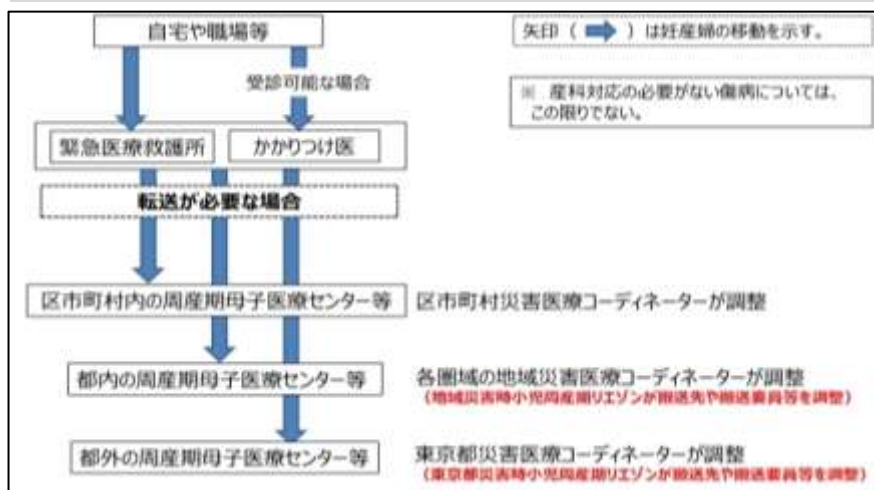 自宅や職場等
矢印（ ➡ ）は妊産婦の移動を示す。
受診可能な場合
※ 産科対応の必要がない傷病については、
この限りでない。
緊急医療救護所
かかりつけ医
転送が必要な場合
区市町村内の周産期母子医療センター等
区市町村災害医療コーディネーターが調整
都内の周産期母子医療センター等
各圏域の地域災害医療コーディネーターが調整
（地域災害時小児周産期リエゾンが搬送先や搬送要員等を調整）
都外の周産期母子医療センター等
東京都災害医療コーディネーターが調整
（東京都災害時小児周産期リエゾンが搬送先や搬送要員等を調整）